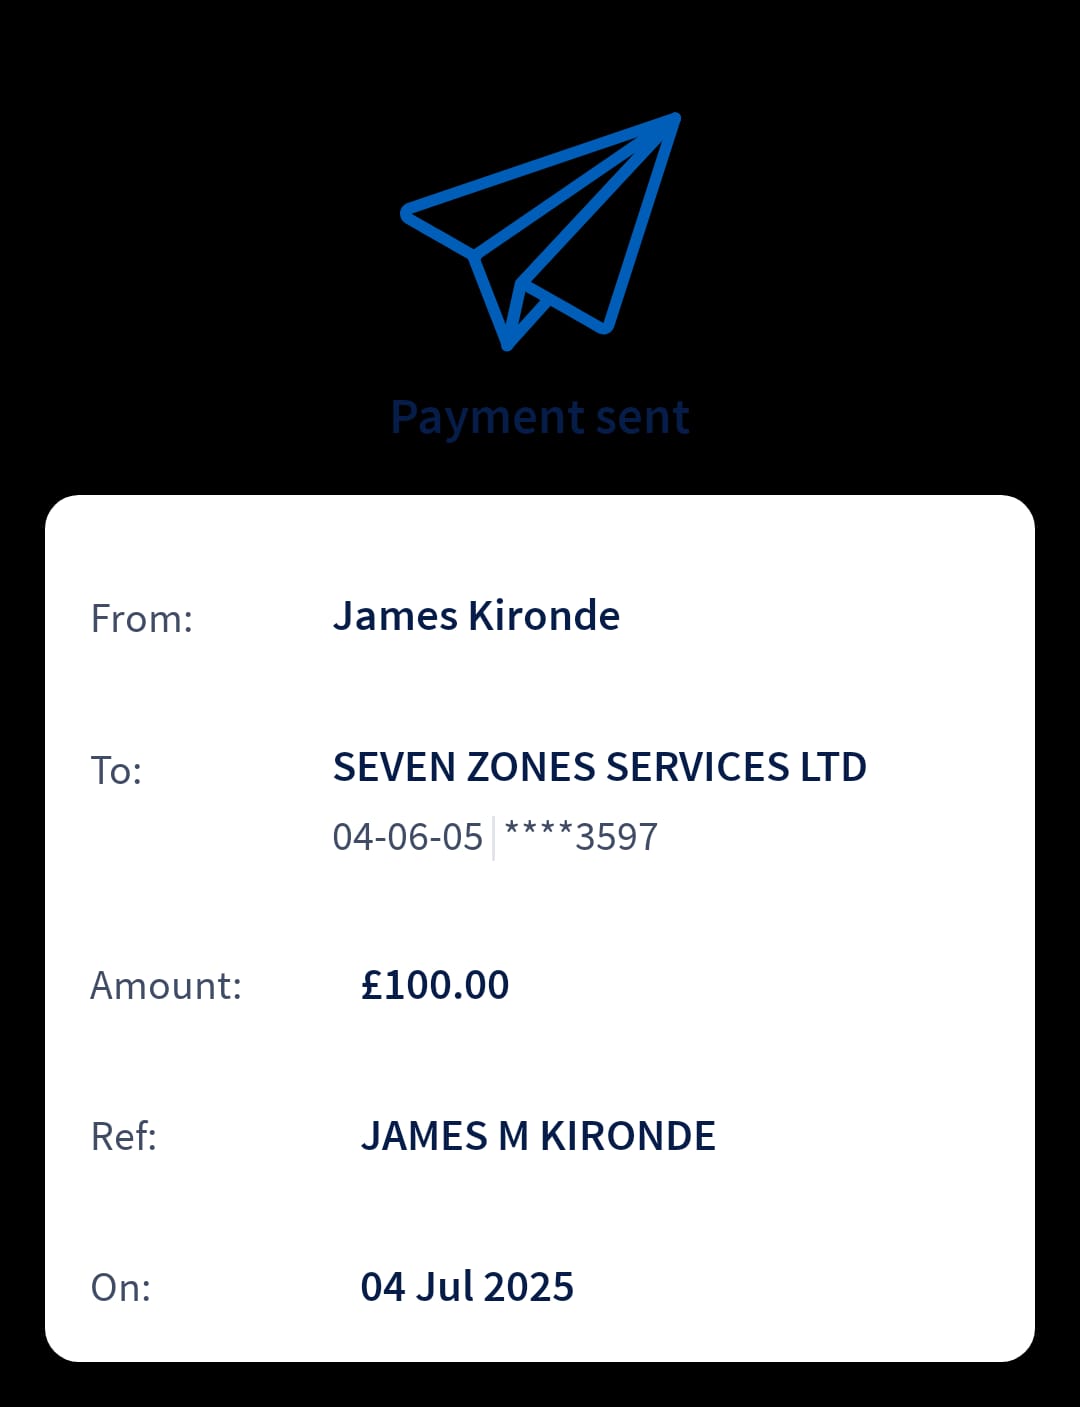 Payment sent
From: James Kironde
To: SEVEN ZONES SERVICES LTD
04-06-05 ****3597
Amount: £100.00
Ref: JAMES M KIRONDE
On: 04 Jul 2025